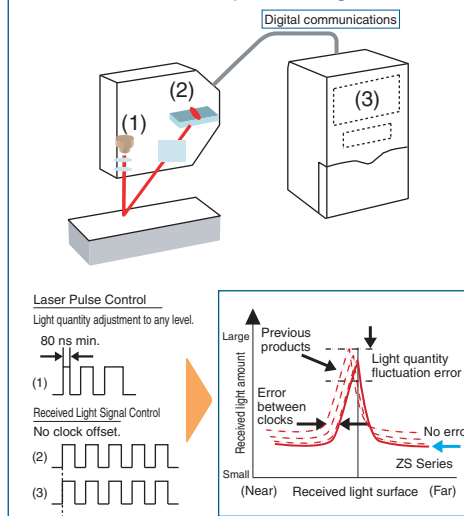 Digital communications
(1)
(2)
(3)
Laser Pulse Control
Light quantity adjustment to any level.
80 ns min.
(1)
Received Light Signal Control
No clock offset.
(2)
(3)
Large
Previous
products
Light quantity
fluctuation error
Received light amount
Error
between
clocks
No error
ZS Series
Small
(Near) Received light surface (Far)